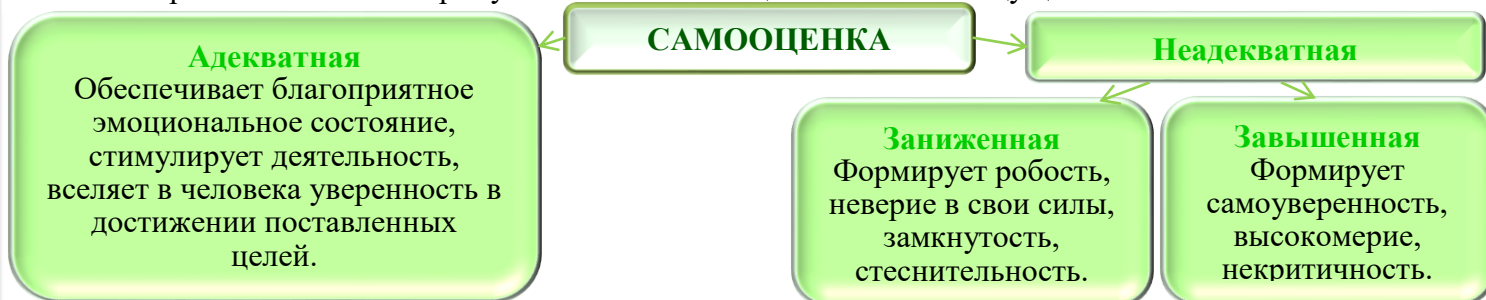 САМООЦЕНКА
Адекватная
Обеспечивает благоприятное
эмоциональное состояние,
стимулирует деятельность,
вселяет в человека уверенность в
достижении поставленных
целей.
Неадекватная
Заниженная
Формирует робость,
неверие в свои силы,
замкнутость,
стеснительность.
Завышенная
Формирует
самоуверенность,
высокомерие,
некритичность.